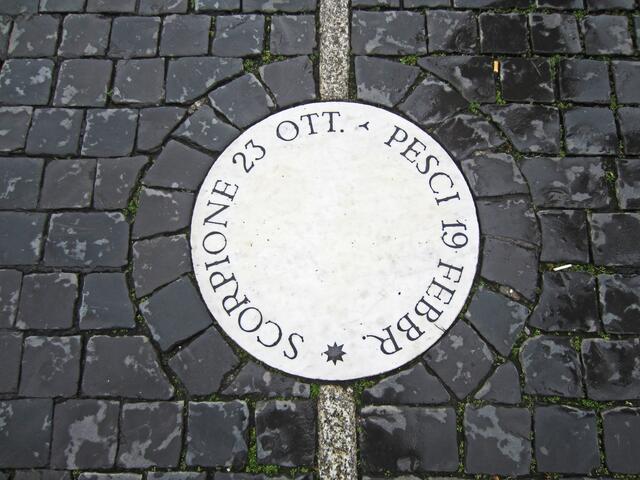 SCORPIONE 23 OTT.
PESCI 19 FEBBR.